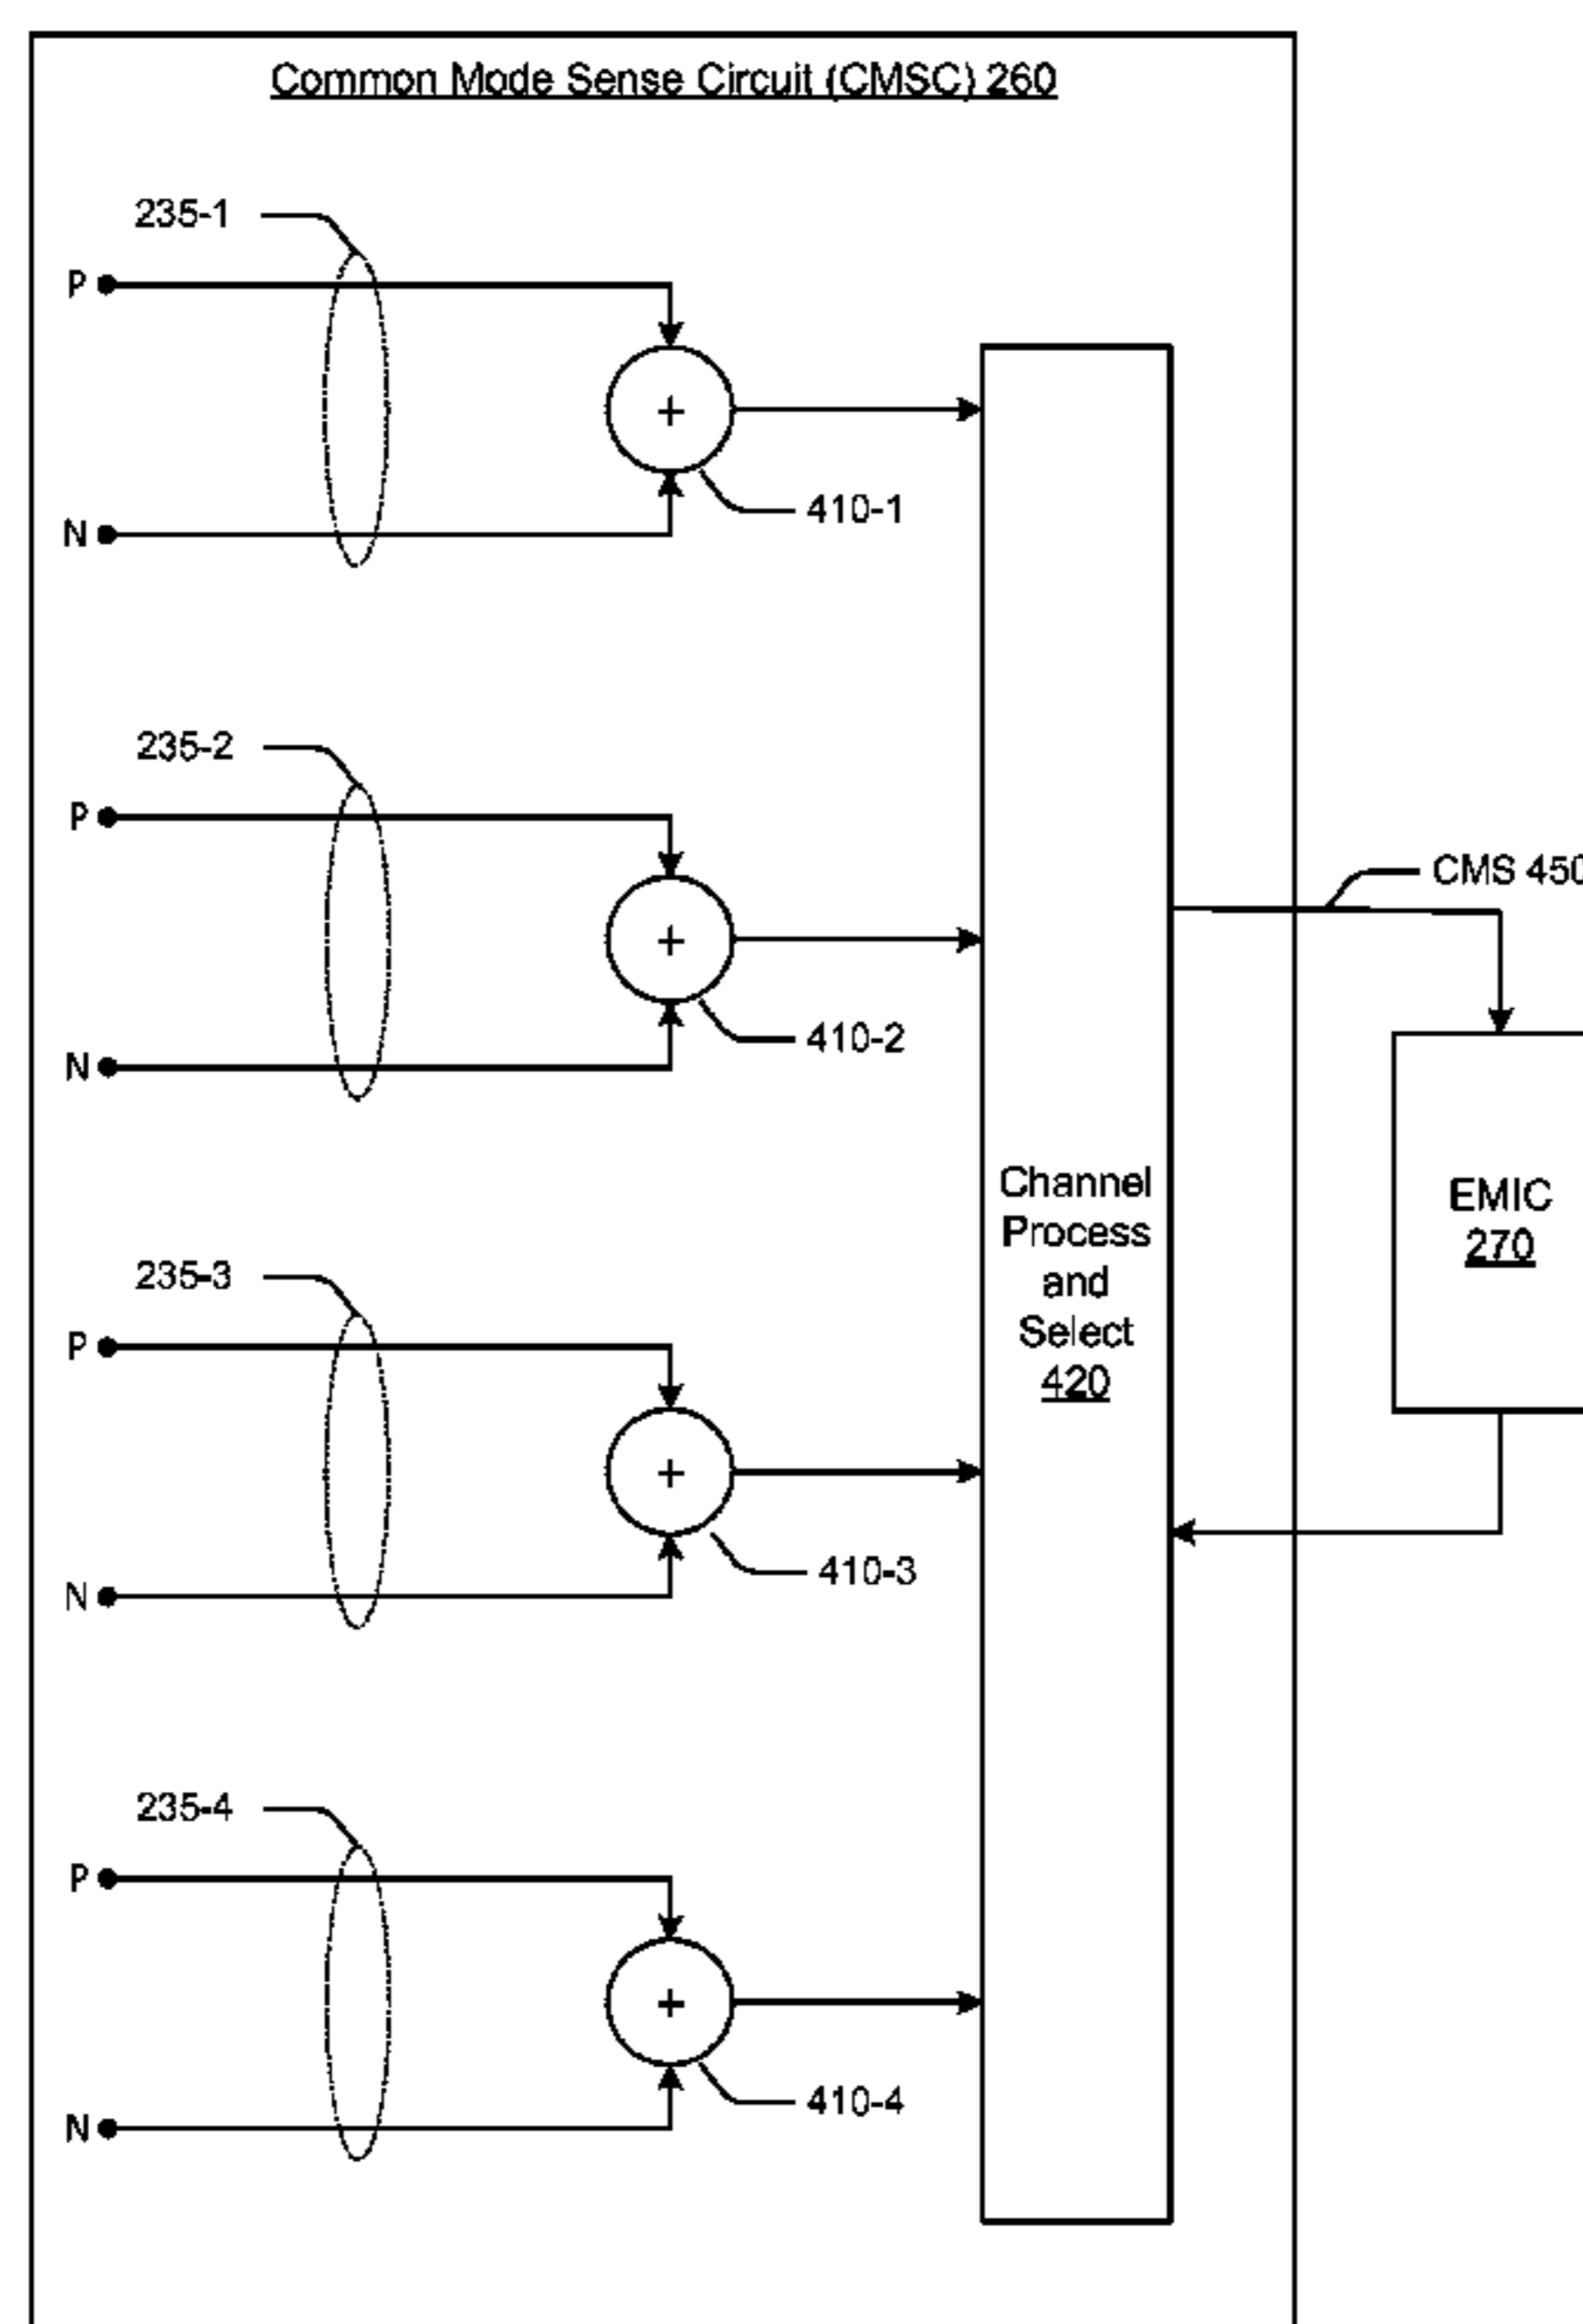 Common Mode Sense Circuit (CMSC) 260
235-1
P
+
410-1
N
235-2
P
CMS 450
+
410-2
N
Channel
Process
and
Select
420
EMIC
270
235-3
P
+
410-3
N
235-4
P
+
410-4
N